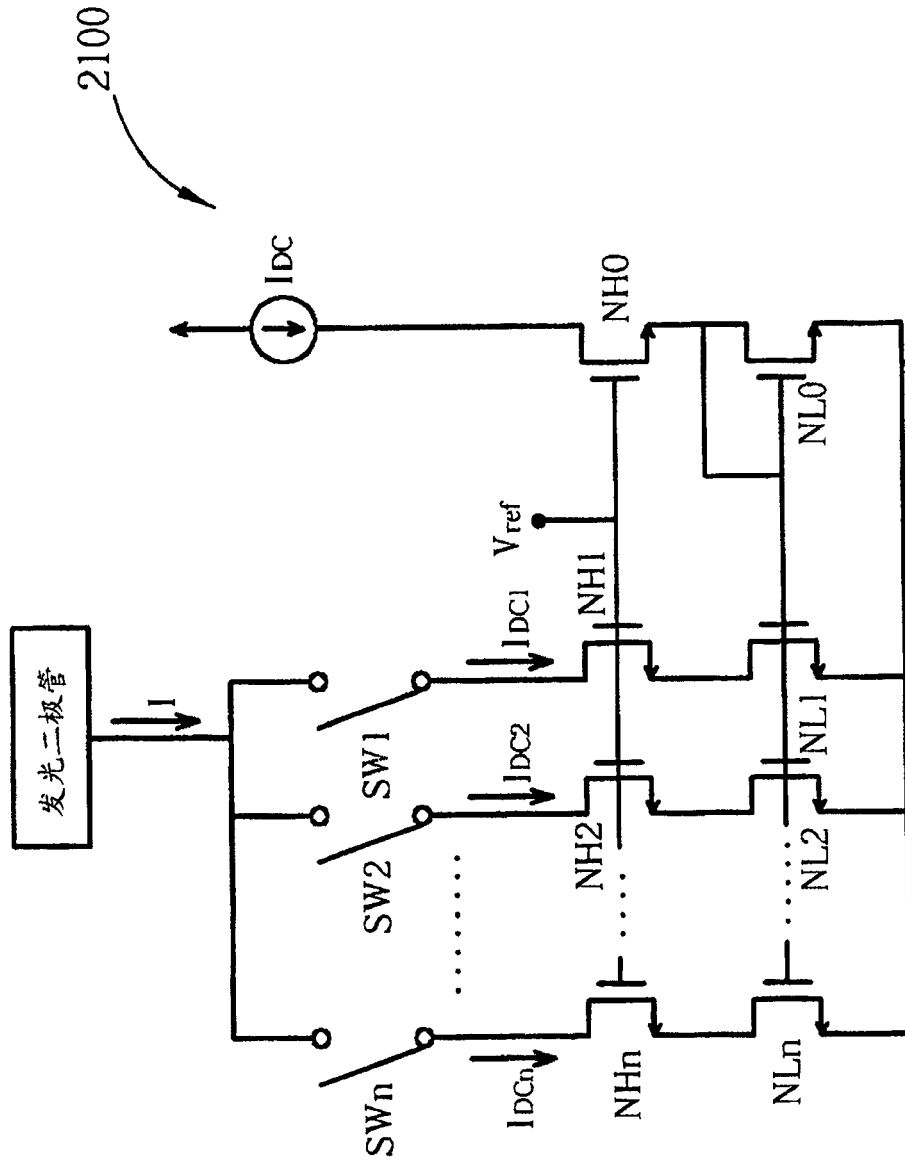 2100
发光二极管
I
IDC
SW1
SW2
SWn
IDC1
IDC2
IDCn
Vref
NH0
NH1
NH2
NHn
NL0
NL1
NL2
NLn